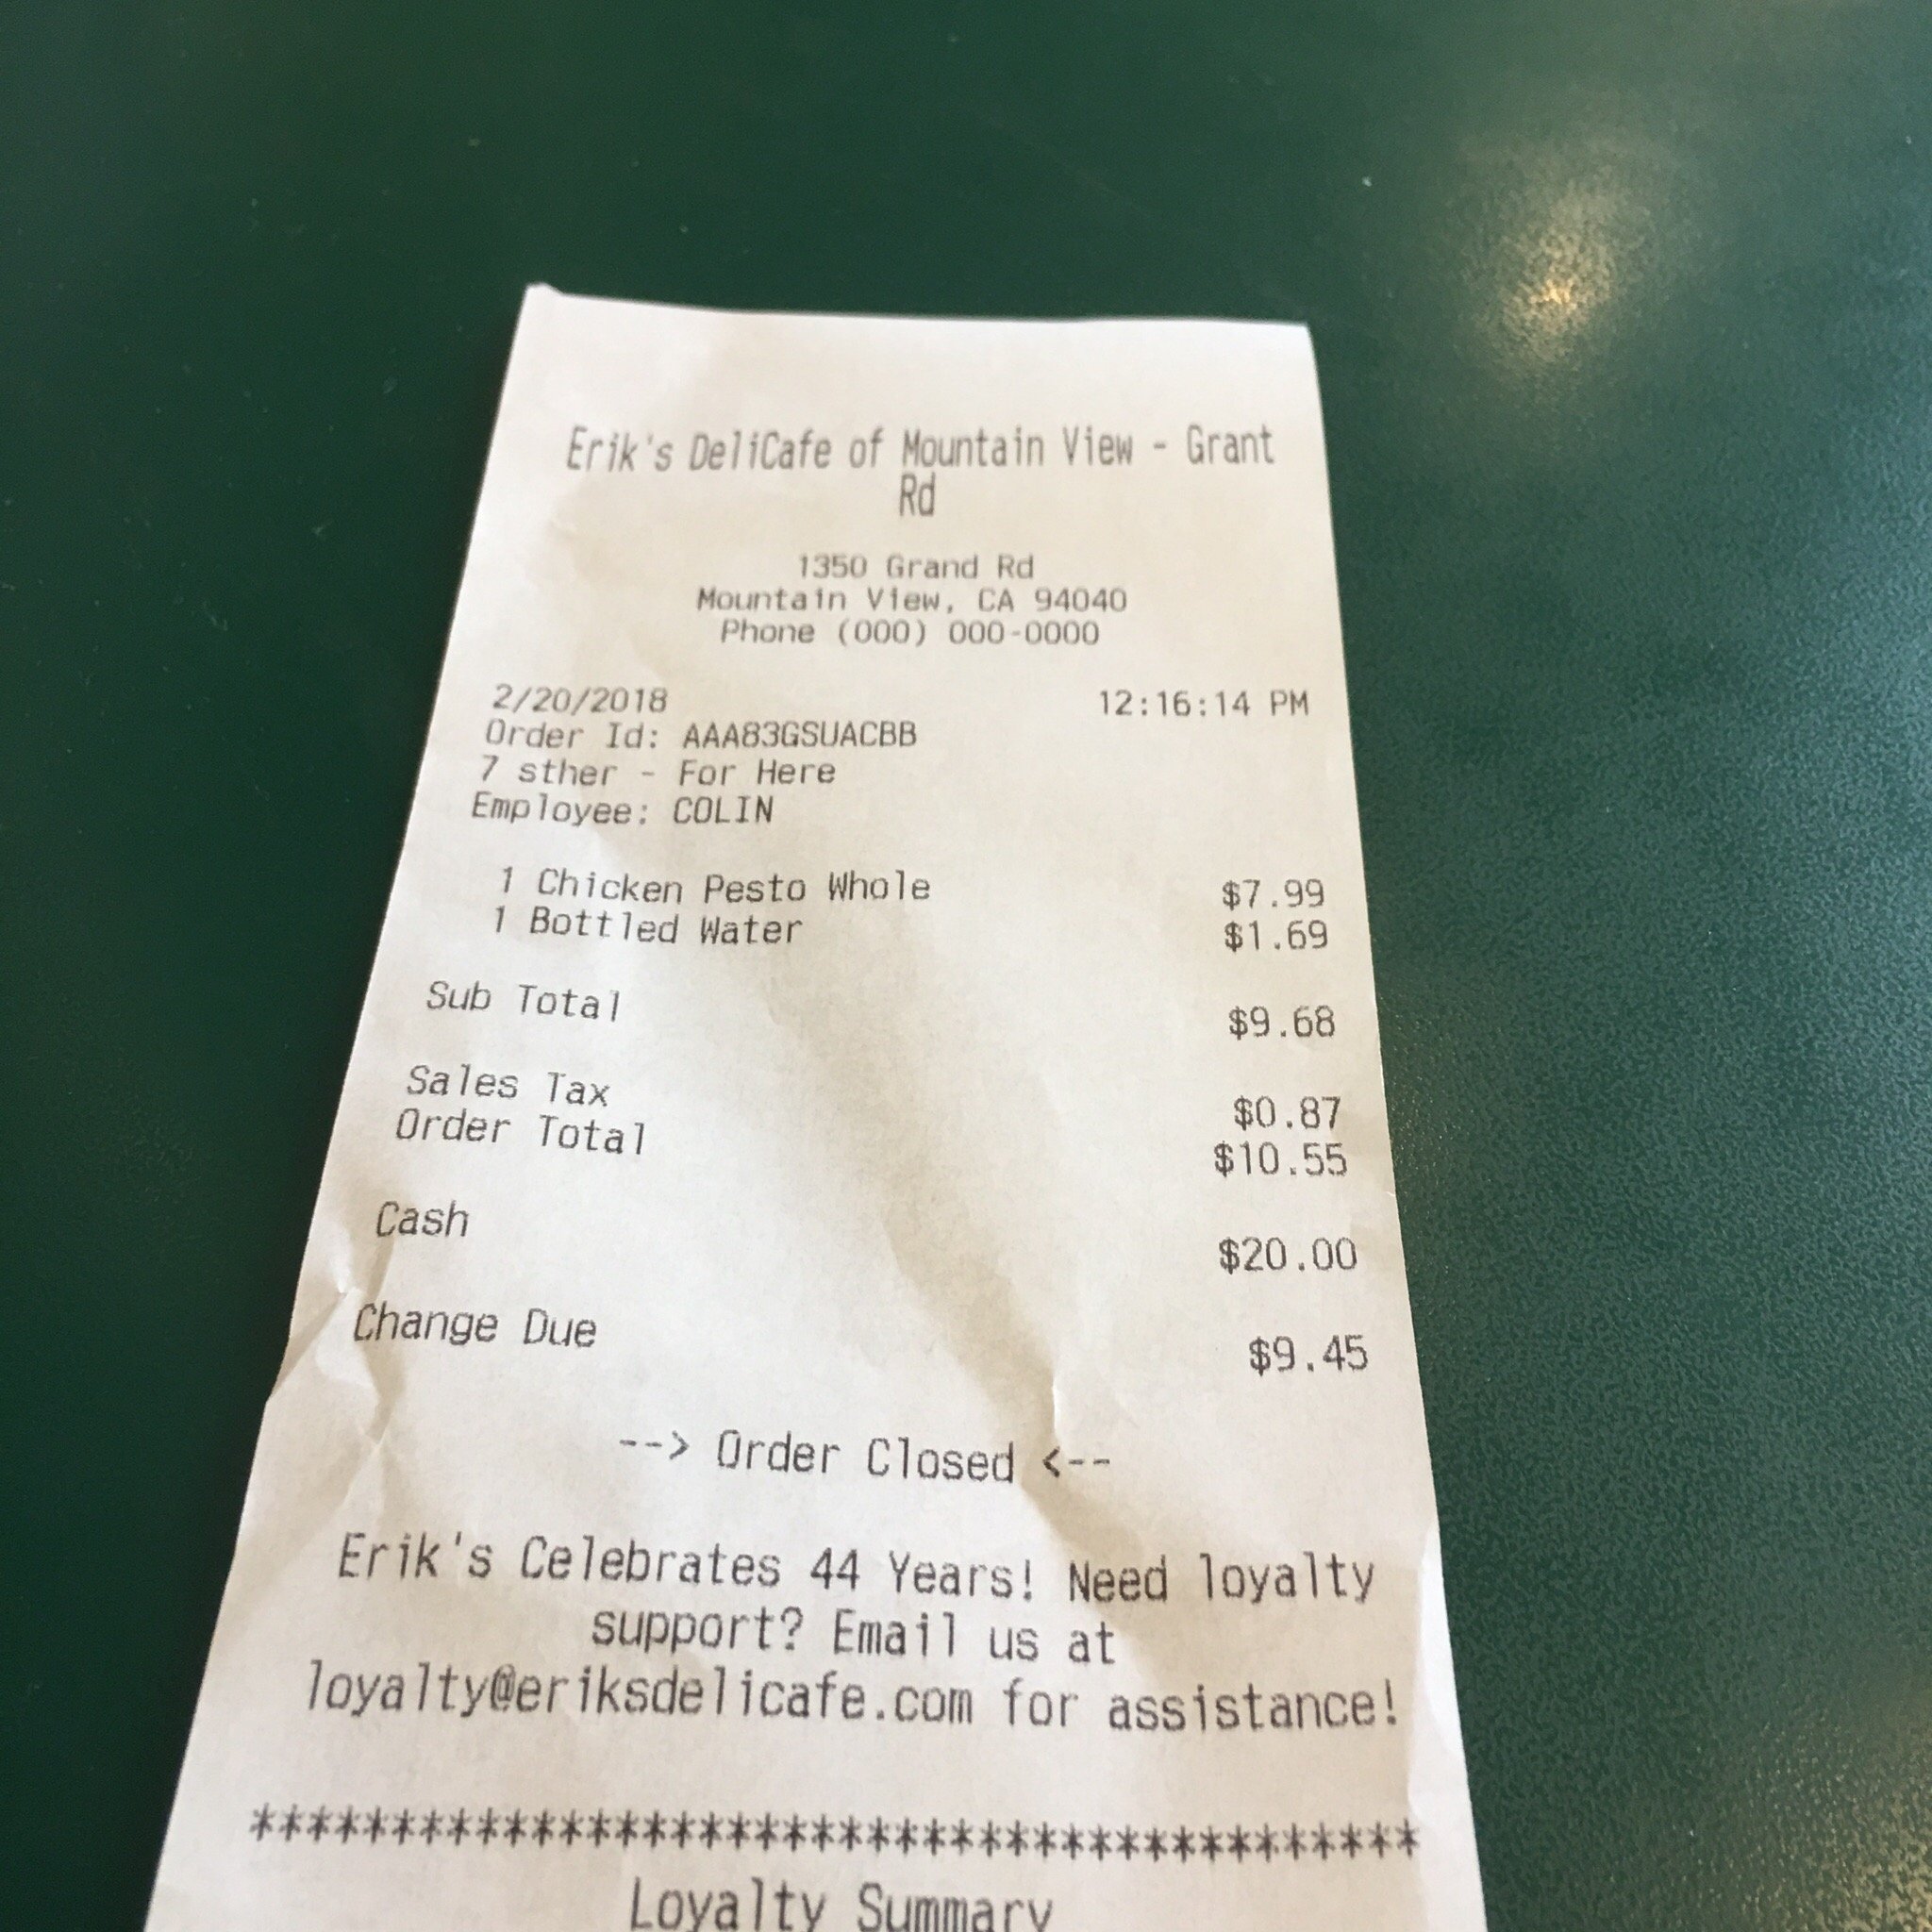 Erik's DeliCafe of Mountain View - Grant
Rd
1350 Grand Rd
Mountain View, CA 94040
Phone (000) 000-0000
2/20/2018 12:16:14 PM
Order Id: AAA83GSUACBB
7 sther - For Here
Employee: COLIN
1 Chicken Pesto Whole $7.99
1 Bottled Water $1.69
Sub Total $9.68
Sales Tax $0.87
Order Total $10.55
Cash $20.00
Change Due $9.45
--> Order Closed <--
Erik's Celebrates 44 Years! Need loyalty
support? Email us at
loyalty@eriksdelicafe.com for assistance!
******************************************
Loyalty Summary